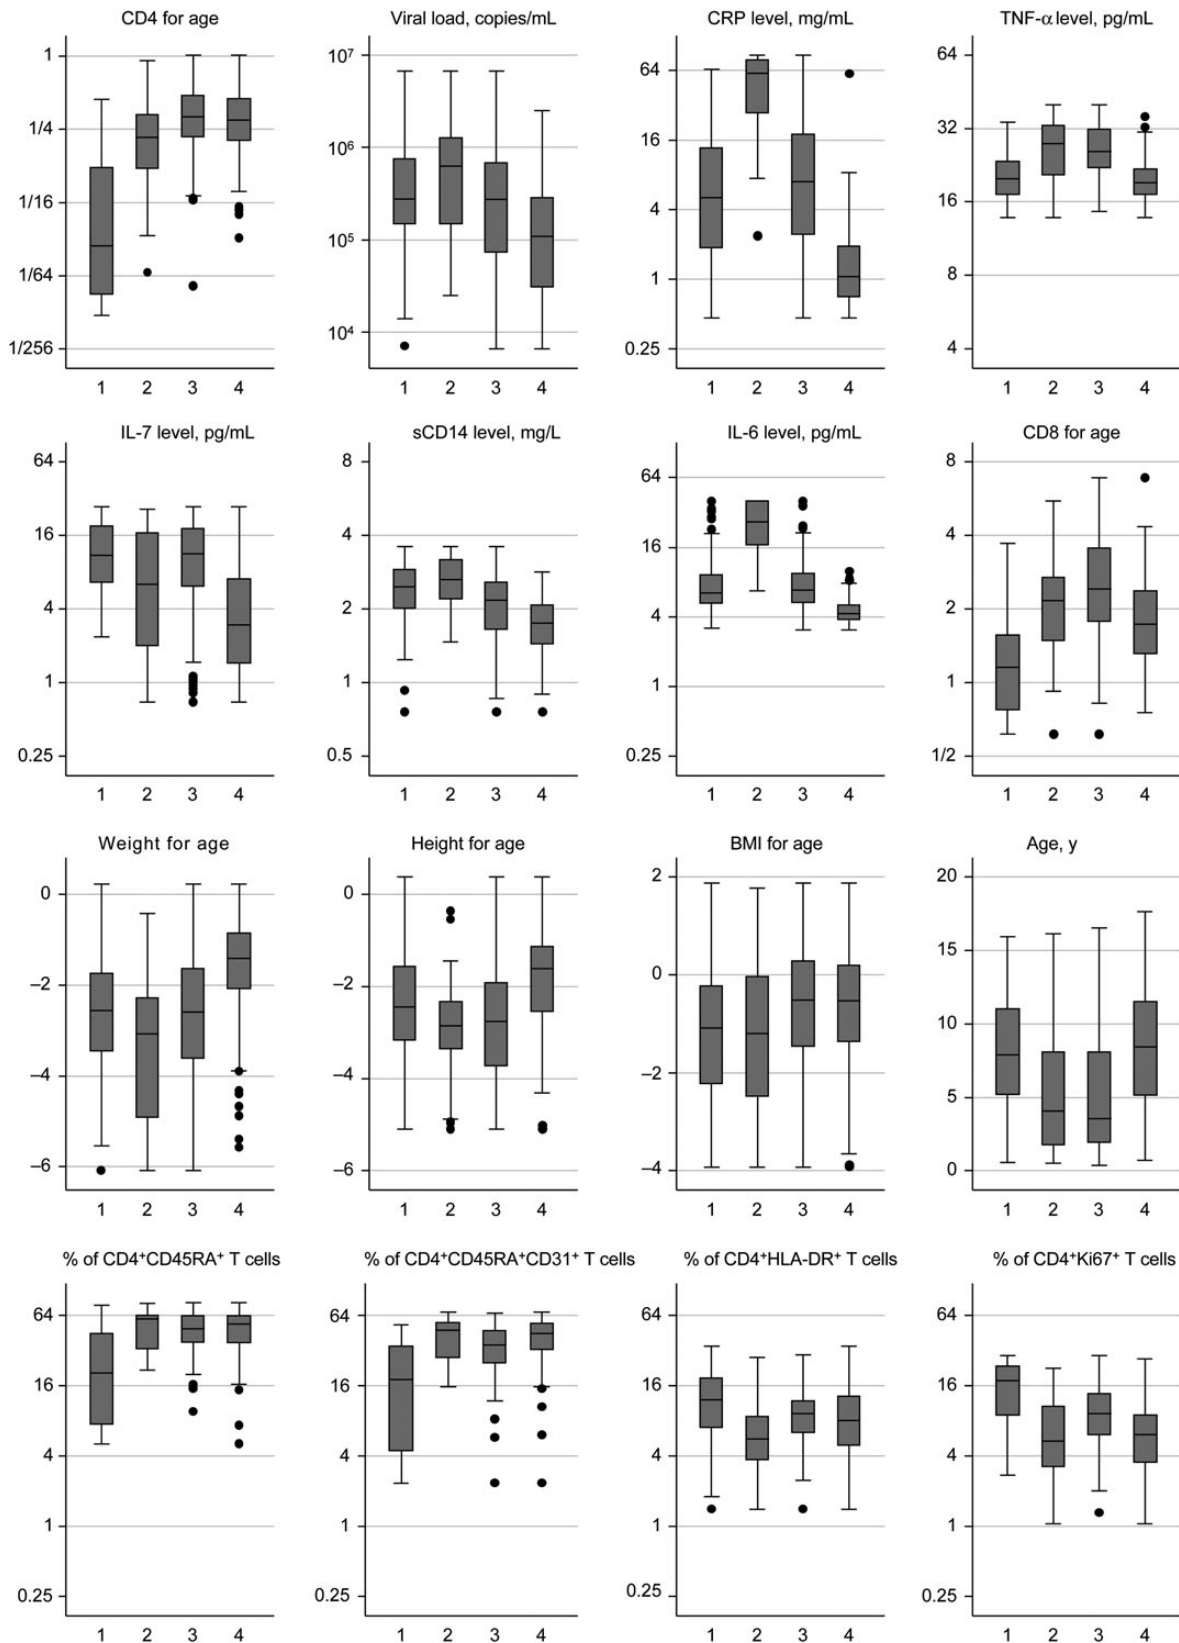 CD4 for age
1
1/4
1/16
1/64
1/256
1 2 3 4
Viral load, copies/mL
10⁷
10⁶
10⁵
10⁴
1 2 3 4
CRP level, mg/mL
64
16
4
1
0.25
1 2 3 4
TNF-α level, pg/mL
64
32
16
8
4
1 2 3 4
IL-7 level, pg/mL
64
16
4
1
0.25
1 2 3 4
sCD14 level, mg/L
8
4
2
1
0.5
1 2 3 4
IL-6 level, pg/mL
64
16
4
1
0.25
1 2 3 4
CD8 for age
8
4
2
1
1/2
1 2 3 4
Weight for age
0
–2
–4
–6
1 2 3 4
Height for age
0
–2
–4
–6
1 2 3 4
BMI for age
2
0
–2
–4
1 2 3 4
Age, y
20
15
10
5
0
1 2 3 4
% of CD4⁺CD45RA⁺ T cells
64
16
4
1
0.25
1 2 3 4
% of CD4⁺CD45RA⁺CD31⁺ T cells
64
16
4
1
0.25
1 2 3 4
% of CD4⁺HLA-DR⁺ T cells
64
16
4
1
0.25
1 2 3 4
% of CD4⁺Ki67⁺ T cells
64
16
4
1
0.25
1 2 3 4